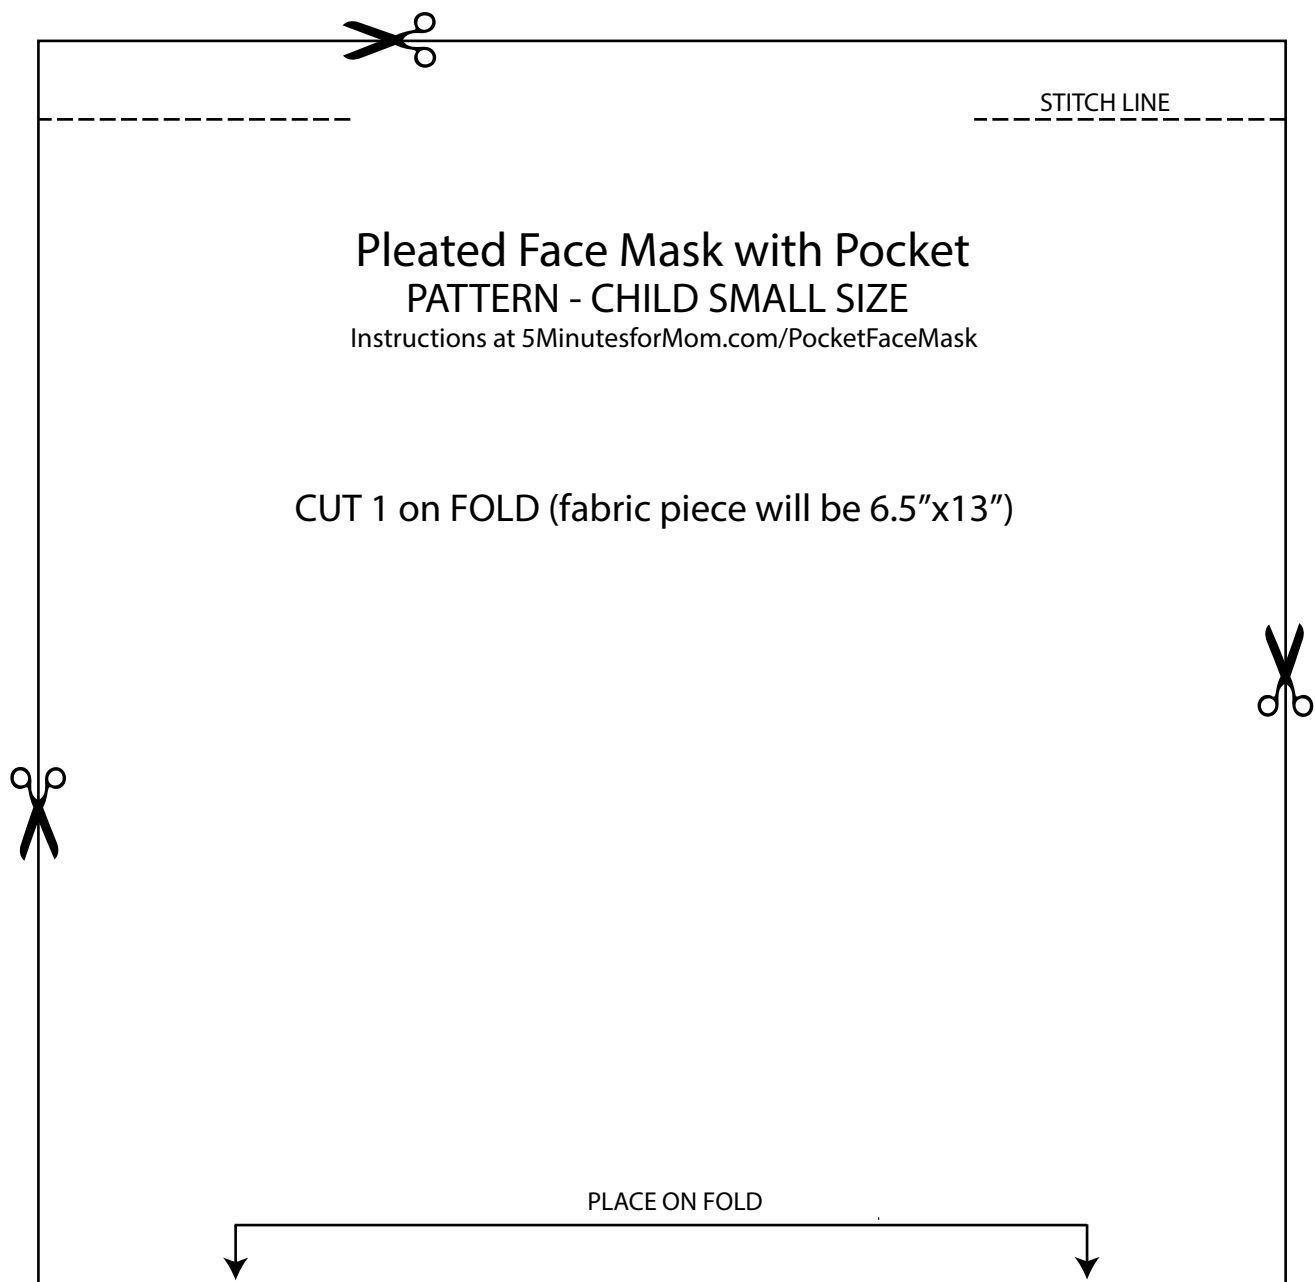 STITCH LINE
Pleated Face Mask with Pocket
PATTERN - CHILD SMALL SIZE
Instructions at 5MinutesforMom.com/PocketFaceMask
CUT 1 on FOLD (fabric piece will be 6.5”x13”)
PLACE ON FOLD